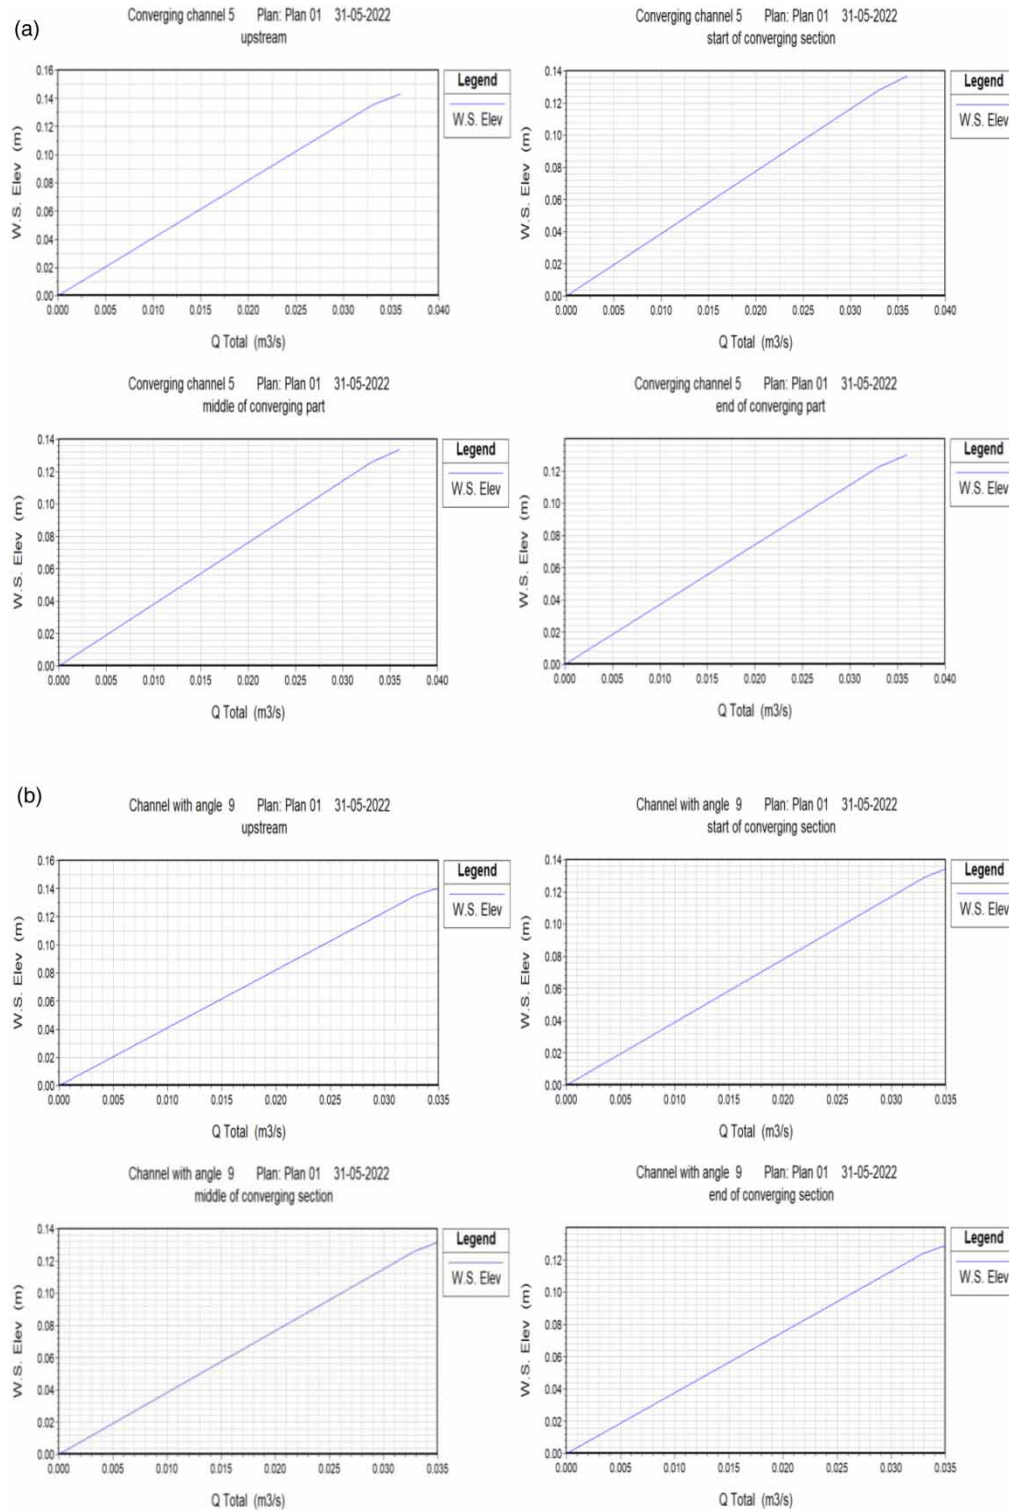 (a)
Converging channel 5 Plan: Plan 01 31-05-2022
upstream
W.S. Elev (m)
0.16
0.14
0.12
0.10
0.08
0.06
0.04
0.02
0.00
0.000 0.005 0.010 0.015 0.020 0.025 0.030 0.035 0.040
Q Total (m3/s)
Legend
W.S. Elev
Converging channel 5 Plan: Plan 01 31-05-2022
start of converging section
W.S. Elev (m)
0.14
0.12
0.10
0.08
0.06
0.04
0.02
0.00
0.000 0.005 0.010 0.015 0.020 0.025 0.030 0.035 0.040
Q Total (m3/s)
Legend
W.S. Elev
Converging channel 5 Plan: Plan 01 31-05-2022
middle of converging part
W.S. Elev (m)
0.14
0.12
0.10
0.08
0.06
0.04
0.02
0.00
0.000 0.005 0.010 0.015 0.020 0.025 0.030 0.035 0.040
Q Total (m3/s)
Legend
W.S. Elev
Converging channel 5 Plan: Plan 01 31-05-2022
end of converging part
W.S. Elev (m)
0.12
0.10
0.08
0.06
0.04
0.02
0.00
0.000 0.005 0.010 0.015 0.020 0.025 0.030 0.035 0.040
Q Total (m3/s)
Legend
W.S. Elev
(b)
Channel with angle 9 Plan: Plan 01 31-05-2022
upstream
W.S. Elev (m)
0.16
0.14
0.12
0.10
0.08
0.06
0.04
0.02
0.00
0.000 0.005 0.010 0.015 0.020 0.025 0.030 0.035
Q Total (m3/s)
Legend
W.S. Elev
Channel with angle 9 Plan: Plan 01 31-05-2022
start of converging section
W.S. Elev (m)
0.14
0.12
0.10
0.08
0.06
0.04
0.02
0.00
0.000 0.005 0.010 0.015 0.020 0.025 0.030 0.035
Q Total (m3/s)
Legend
W.S. Elev
Channel with angle 9 Plan: Plan 01 31-05-2022
middle of converging section
W.S. Elev (m)
0.14
0.12
0.10
0.08
0.06
0.04
0.02
0.00
0.000 0.005 0.010 0.015 0.020 0.025 0.030 0.035
Q Total (m3/s)
Legend
W.S. Elev
Channel with angle 9 Plan: Plan 01 31-05-2022
end of converging section
W.S. Elev (m)
0.12
0.10
0.08
0.06
0.04
0.02
0.00
0.000 0.005 0.010 0.015 0.020 0.025 0.030 0.035
Q Total (m3/s)
Legend
W.S. Elev